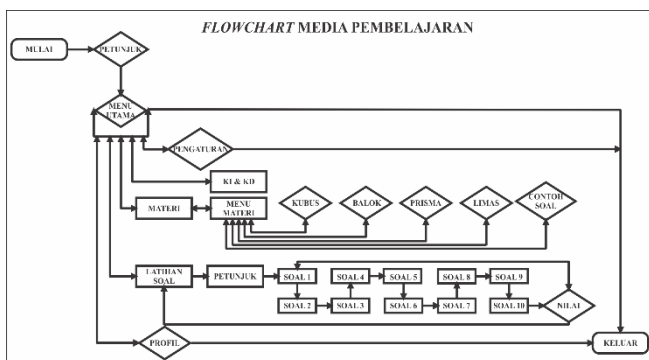 FLOWCHART MEDIA PEMBELAJARAN
MULAI
PETUNJUK
MENU
UTAMA
PENGATURAN
KI & KD
MATERI
MENU
MATERI
KUBUS
BALOK
PRISMA
LIMAS
CONTOH
SOAL
LATIHAN
SOAL
PETUNJUK
SOAL 1
SOAL 4
SOAL 5
SOAL 8
SOAL 9
SOAL 2
SOAL 3
SOAL 6
SOAL 7
SOAL 10
NILAI
PROFIL
KELUAR